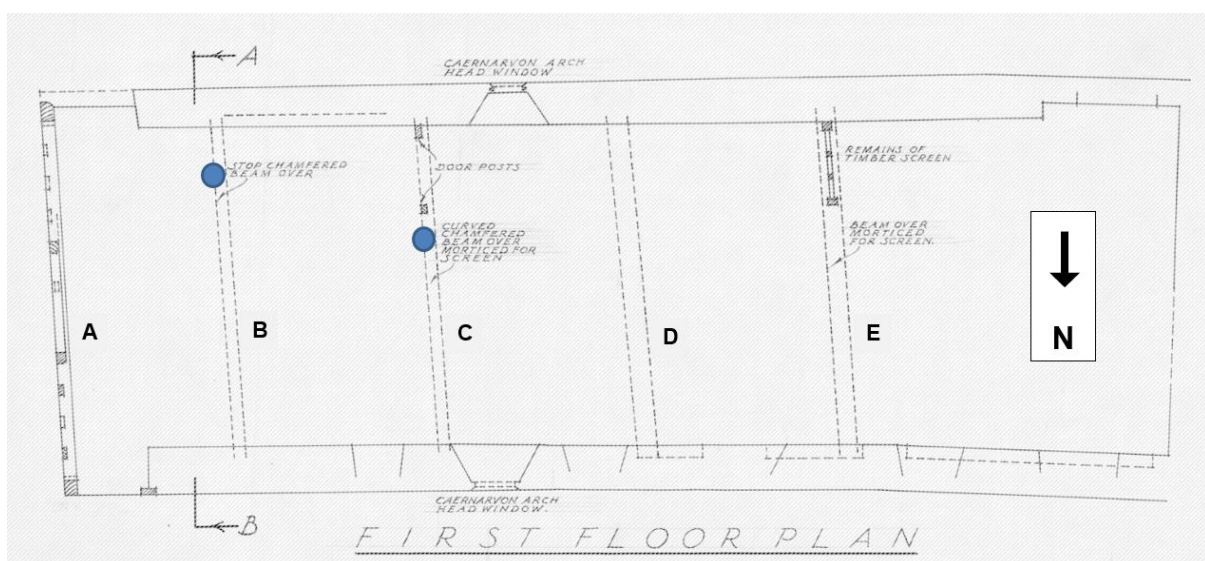 A
CAERNARVON ARCH
HEAD WINDOW
STOP CHAMFERED
BEAM OVER
DOOR POSTS
REMAINS OF
TIMBER SCREEN
CURVED
CHAMFERED
BEAM OVER
MORTICED FOR
SCREEN
BEAM OVER
MORTICED
FOR SCREEN.
A
B
C
D
E
N
CAERNARVON ARCH
HEAD WINDOW.
B
FIRST FLOOR PLAN